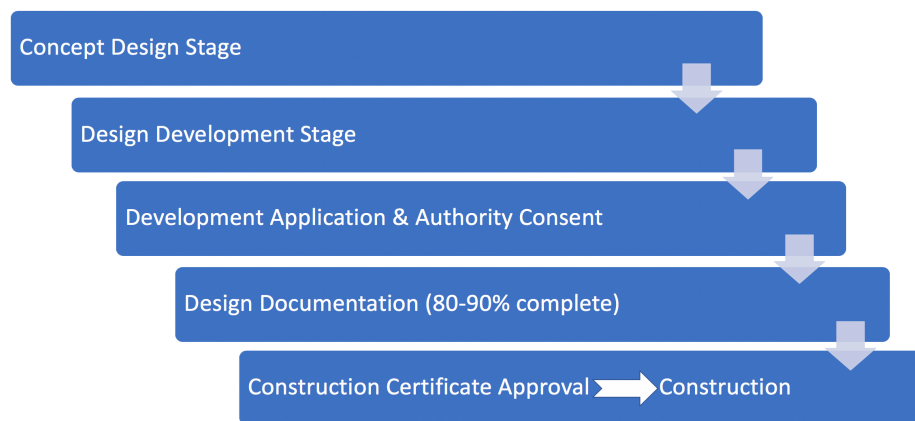 Concept Design Stage
Design Development Stage
Development Application & Authority Consent
Design Documentation (80-90% complete)
Construction Certificate Approval Construction